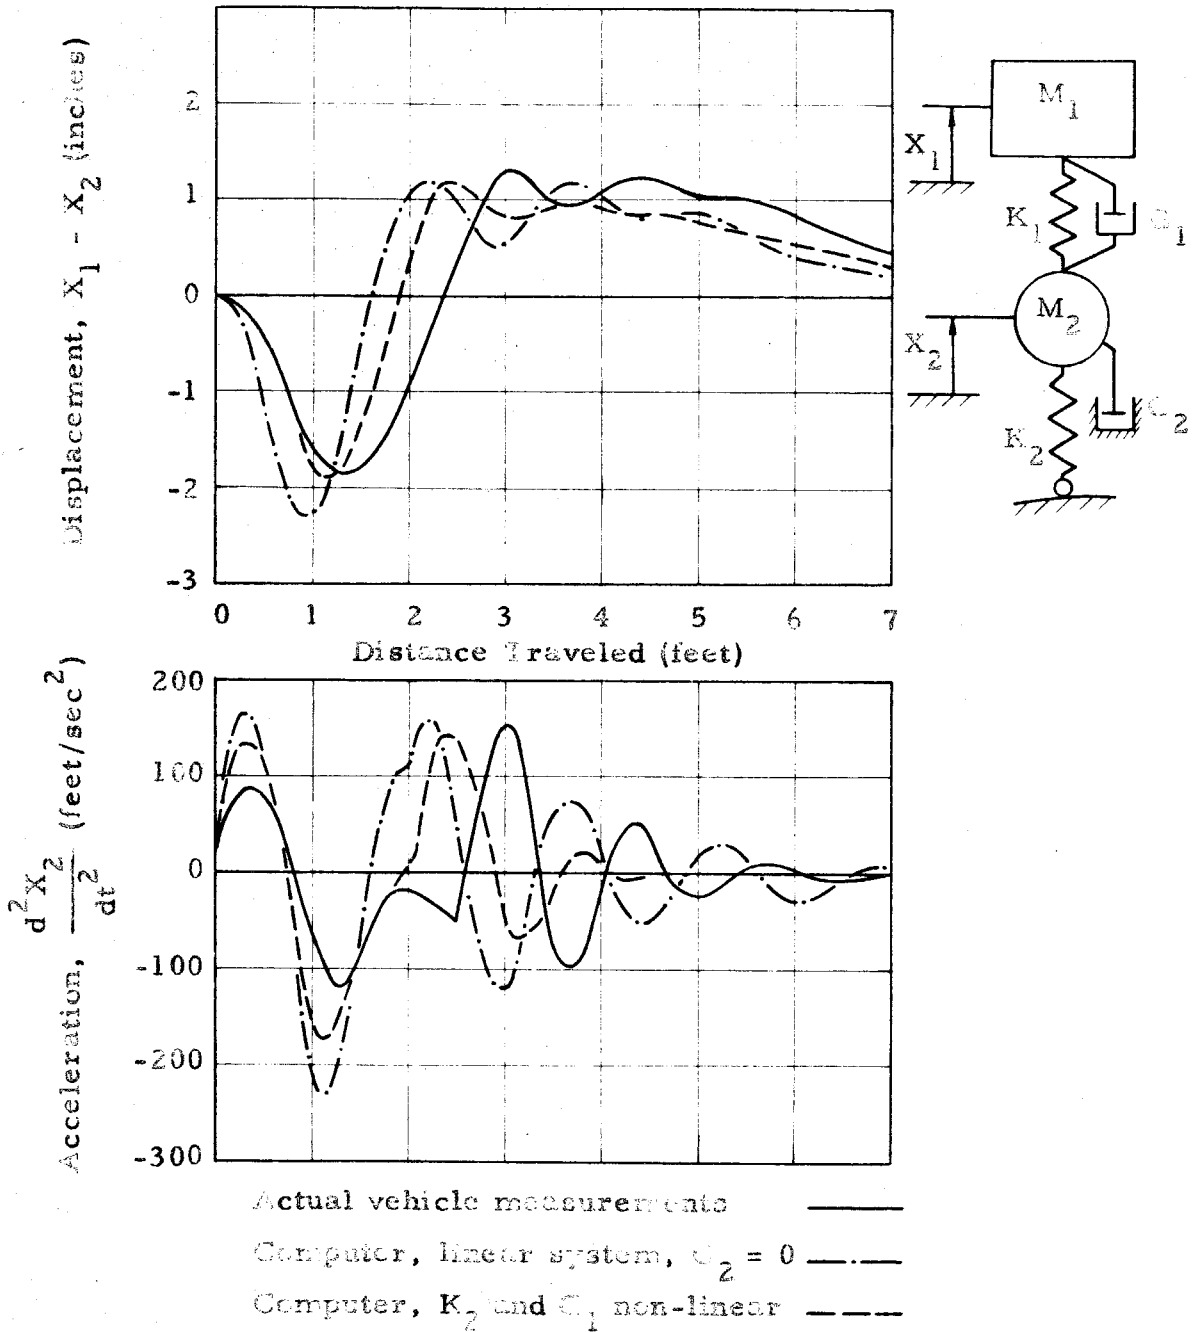 Displacement, X1 - X2 (inches)
2
1
0
-1
-2
-3
0 1 2 3 4 5 6 7
Distance Traveled (feet)
M1
X1
K1
C1
M2
X2
K2
C2
Acceleration, d²X2/dt² (feet/sec²)
200
100
0
-100
-200
-300
Actual vehicle measurements
Computer, linear system, C2 = 0
Computer, K2 and C1 non-linear